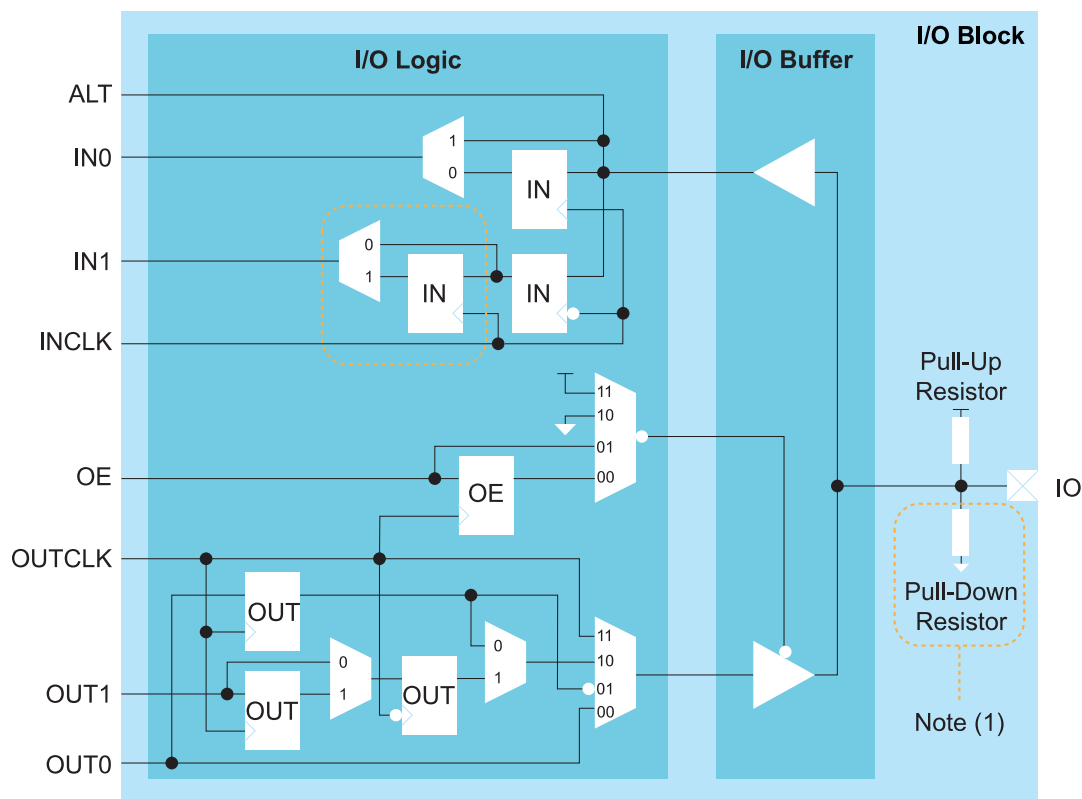 I/O Block
I/O Logic
I/O Buffer
ALT
IN0
1
0
IN
IN1
0
1
IN
IN
INCLK
11
10
01
00
OE
OE
Pull-Up
Resistor
IO
Pull-Down
Resistor
Note (1)
OUTCLK
OUT
0
1
11
10
01
00
OUT1
0
1
OUT
OUT
OUT0